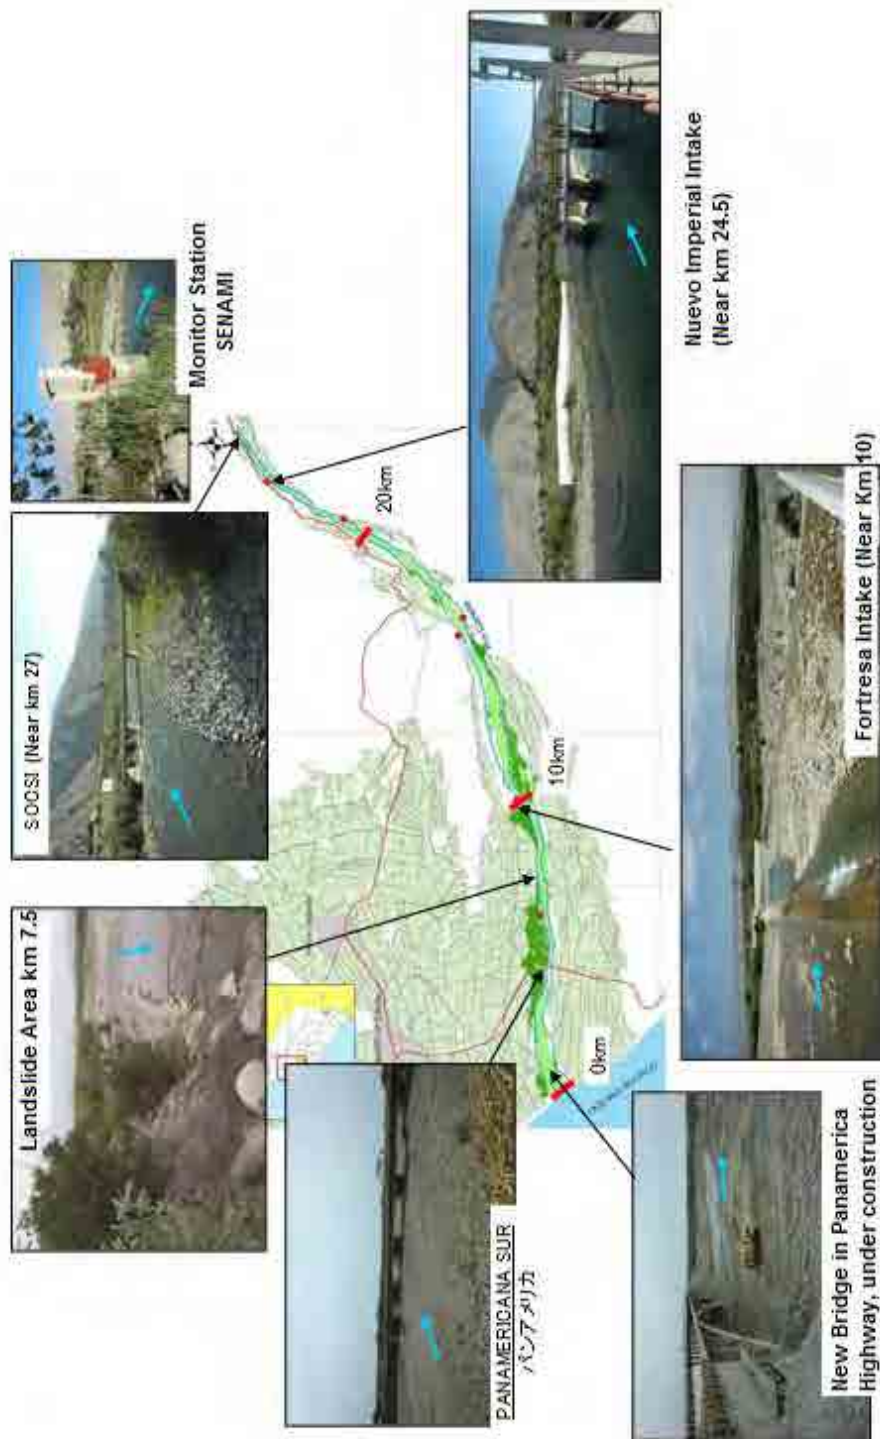 Landslide Area km 7.5
SOCSI (Near km 27)
Monitor Station
SENAMI
PANAMERICANA SUR
パンアメリカ
0km
10km
20km
New Bridge in Panamerica
Highway, under construction
Fortresa Intake (Near Km 10)
Nuevo Imperial Intake
(Near km 24.5)